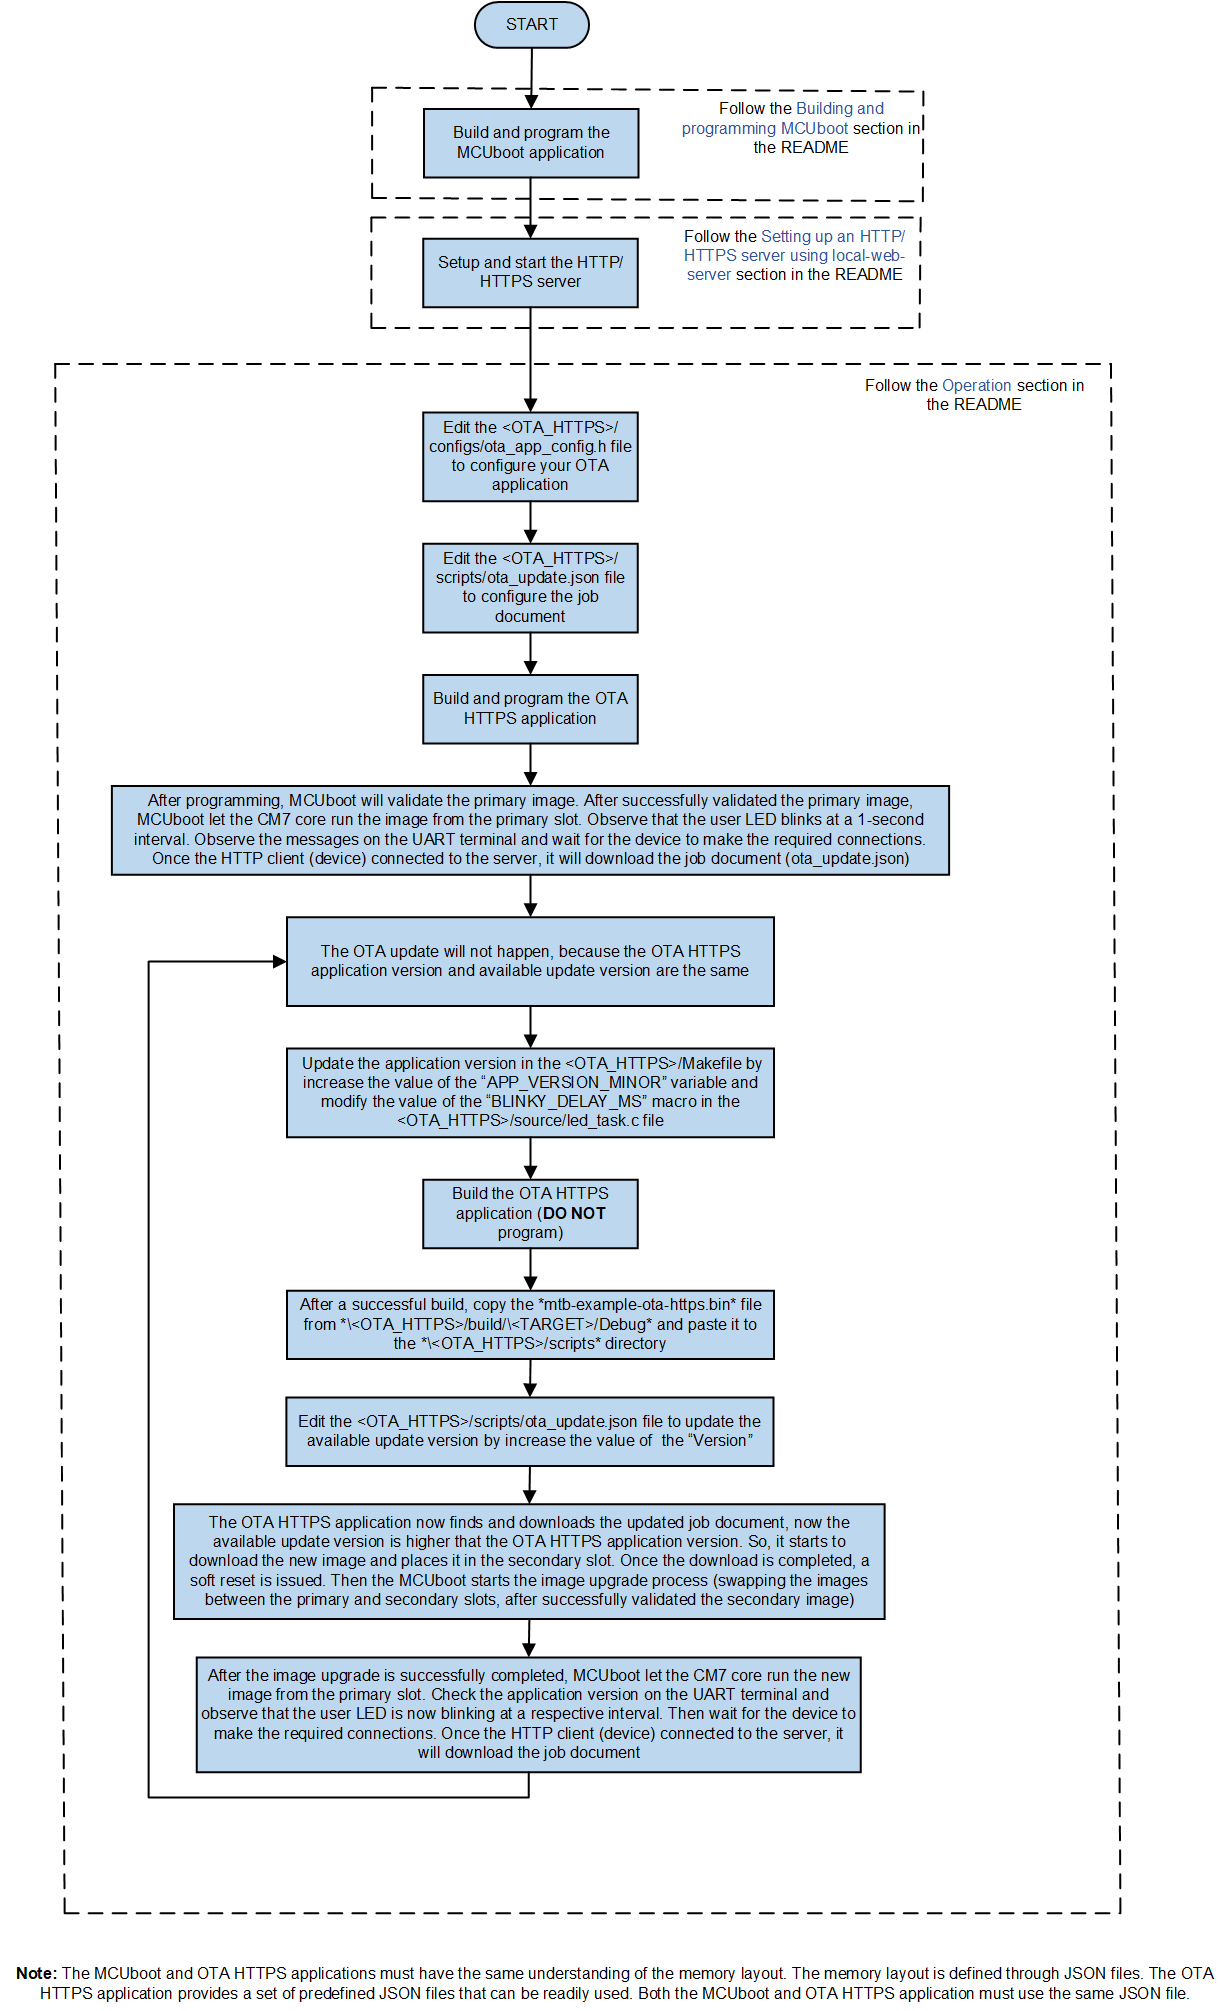 START
Build and program the
MCUboot application
Follow the Building and
programming MCUboot section in
the README
Setup and start the HTTP/
HTTPS server
Follow the Setting up an HTTP/
HTTPS server using local-web-
server section in the README
Follow the Operation section in
the README
Edit the <OTA_HTTPS>/
configs/ota_app_config.h file
to configure your OTA
application
Edit the <OTA_HTTPS>/
scripts/ota_update.json file
to configure the job
document
Build and program the OTA
HTTPS application
After programming, MCUboot will validate the primary image. After successfully validated the primary image,
MCUboot let the CM7 core run the image from the primary slot. Observe that the user LED blinks at a 1-second
interval. Observe the messages on the UART terminal and wait for the device to make the required connections.
Once the HTTP client (device) connected to the server, it will download the job document (ota_update.json)
The OTA update will not happen, because the OTA HTTPS
application version and available update version are the same
Update the application version in the <OTA_HTTPS>/Makefile by
increase the value of the “APP_VERSION_MINOR” variable and
modify the value of the “BLINKY_DELAY_MS” macro in the
<OTA_HTTPS>/source/led_task.c file
Build the OTA HTTPS
application (DO NOT
program)
After a successful build, copy the *mtb-example-ota-https.bin* file
from *\<OTA_HTTPS>/build/\<TARGET>/Debug* and paste it to
the *\<OTA_HTTPS>/scripts* directory
Edit the <OTA_HTTPS>/scripts/ota_update.json file to update the
available update version by increase the value of  the “Version”
The OTA HTTPS application now finds and downloads the updated job document, now the
available update version is higher that the OTA HTTPS application version. So, it starts to
download the new image and places it in the secondary slot. Once the download is completed, a
soft reset is issued. Then the MCUboot starts the image upgrade process (swapping the images
between the primary and secondary slots, after successfully validated the secondary image)
After the image upgrade is successfully completed, MCUboot let the CM7 core run the new
image from the primary slot. Check the application version on the UART terminal and
observe that the user LED is now blinking at a respective interval. Then wait for the device to
make the required connections. Once the HTTP client (device) connected to the server, it
will download the job document
Note: The MCUboot and OTA HTTPS applications must have the same understanding of the memory layout. The memory layout is defined through JSON files. The OTA
HTTPS application provides a set of predefined JSON files that can be readily used. Both the MCUboot and OTA HTTPS application must use the same JSON file.